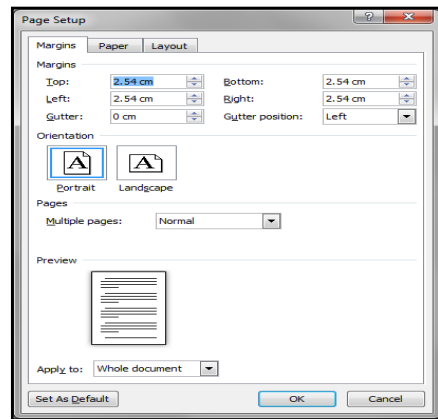 Page Setup
Margins Paper Layout
Margins
Top: 2.54 cm Bottom: 2.54 cm
Left: 2.54 cm Right: 2.54 cm
Gutter: 0 cm Gutter position: Left
Orientation
Portrait Landscape
Pages
Multiple pages: Normal
Preview
Apply to: Whole document
Set As Default OK Cancel